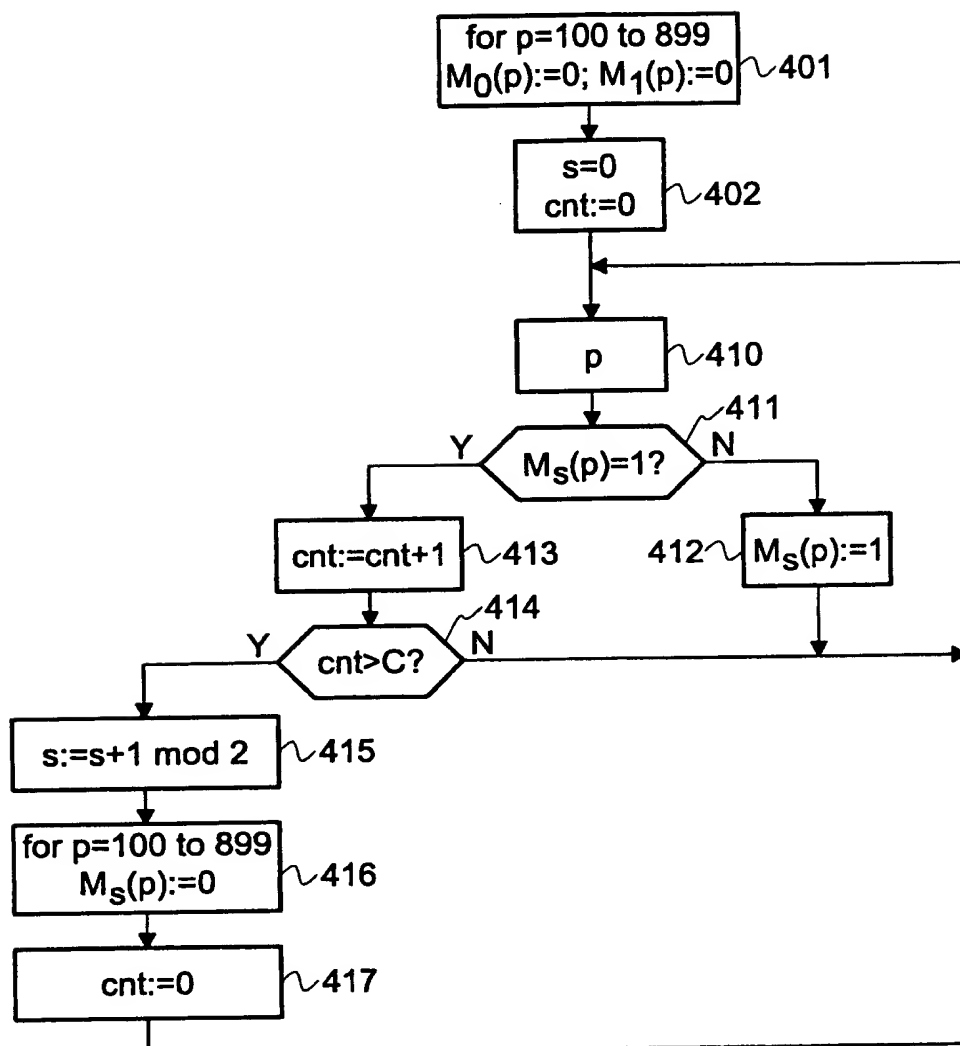 for p=100 to 899
M0(p):=0; M1(p):=0
401
s=0
cnt:=0
402
p
410
411
Y
Ms(p)=1?
N
cnt:=cnt+1
413
412
Ms(p):=1
414
Y
cnt>C?
N
s:=s+1 mod 2
415
for p=100 to 899
Ms(p):=0
416
cnt:=0
417